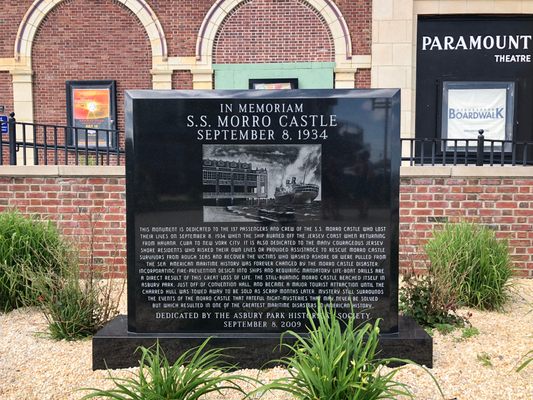 IN MEMORIAM
S.S. MORRO CASTLE
SEPTEMBER 8, 1934
THIS MONUMENT IS DEDICATED TO THE 137 PASSENGERS AND CREW OF THE S.S. MORRO CASTLE WHO LOST
THEIR LIVES ON SEPTEMBER 8, 1934 WHEN THE SHIP BURNED OFF THE JERSEY COAST WHEN RETURNING
FROM HAVANA, CUBA TO NEW YORK CITY. IT IS ALSO DEDICATED TO THE MANY COURAGEOUS JERSEY
SHORE RESIDENTS WHO RISKED THEIR OWN LIVES OR PROVIDED ASSISTANCE TO RESCUE MORRO CASTLE
SURVIVORS FROM ROUGH SEAS AND RECOVER THE VICTIMS WHO WASHED ASHORE OR WERE PULLED FROM
THE SEA. AMERICAN MARITIME HISTORY WAS FOREVER CHANGED BY THE MORRO CASTLE DISASTER.
INCORPORATING FIRE-PREVENTION DESIGN INTO SHIPS AND REQUIRING MANDATORY LIFE-BOAT DRILLS ARE
A DIRECT RESULT OF THIS GREAT LOSS OF LIFE. THE STILL-BURNING MORRO CASTLE BEACHED ITSELF IN
ASBURY PARK, JUST OFF OF CONVENTION HALL, AND BECAME A MAJOR TOURIST ATTRACTION UNTIL THE
CHARRED HULL WAS TOWED AWAY TO BE SOLD AS SCRAP MONTHS LATER. MYSTERY STILL SURROUNDS
THE EVENTS OF THE MORRO CASTLE THAT FATEFUL NIGHT-MYSTERIES THAT MAY NEVER BE SOLVED
BUT WHICH RESULTED IN ONE OF THE GREATEST MARITIME DISASTERS IN AMERICAN HISTORY.
DEDICATED BY THE ASBURY PARK HISTORICAL SOCIETY
SEPTEMBER 8, 2009
PARAMOUNT
THEATRE
BOARDWALK